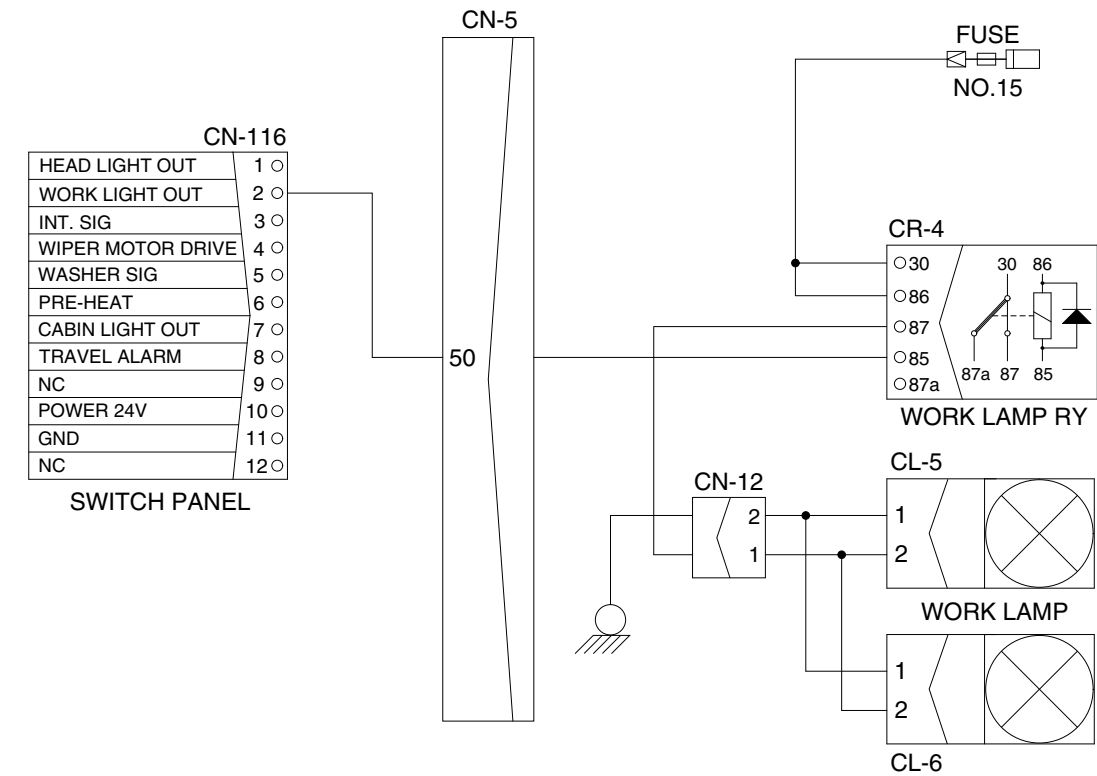 CN-5
FUSE
NO.15
CN-116
HEAD LIGHT OUT 1
WORK LIGHT OUT 2
INT. SIG 3
WIPER MOTOR DRIVE 4
WASHER SIG 5
PRE-HEAT 6
CABIN LIGHT OUT 7
TRAVEL ALARM 8
NC 9
POWER 24V 10
GND 11
NC 12
SWITCH PANEL
50
CR-4
30 30 86
86
87
85
87a 87a 87 85
WORK LAMP RY
CN-12
2
1
CL-5
1
2
WORK LAMP
1
2
CL-6